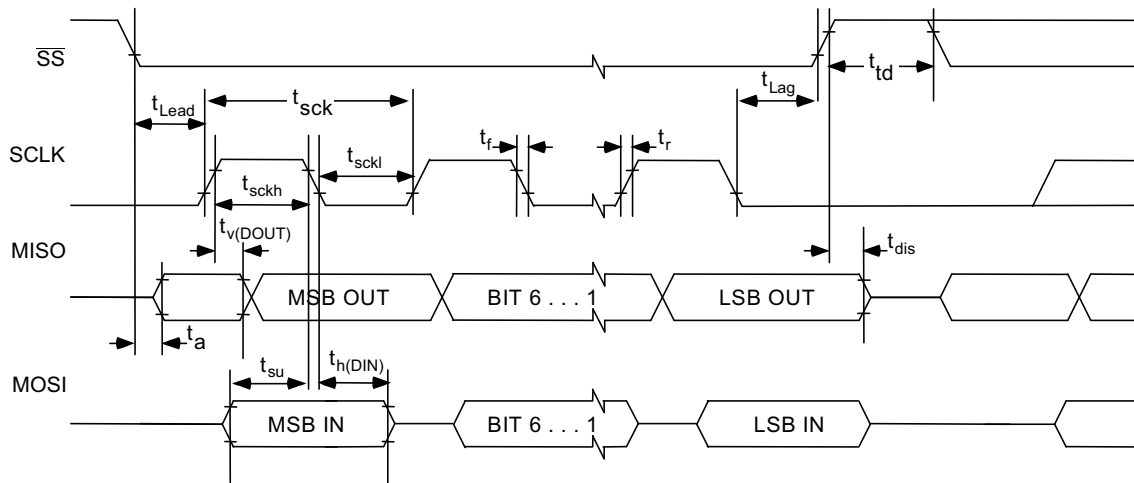 SS
t_td
t_Lead
t_sck
t_Lag
SCLK
t_f
t_r
t_sckl
t_sckh
t_v(DOUT)
MISO
t_dis
MSB OUT
BIT 6 . . . 1
LSB OUT
t_a
t_su
t_h(DIN)
MOSI
MSB IN
BIT 6 . . . 1
LSB IN